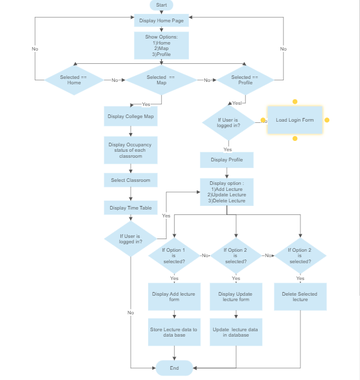 Start
Display Home Page
Show Options
1)Home
2)Map
3)Profile
No
No
Selected ==
Home
No
Selected ==
Map
No
Selected ==
Profile
Yes
Yes
Display College Map
If User is
logged in?
Load Login Form
Display Occupancy
status of each
classroom
Yes
Display Profile
Select Classroom
Display option :
1)Add Lecture
2)Update Lecture
3)Delete Lecture
Display Time Table
Yes
If User is
logged in?
If Option 1
is
selected?
No
If Option 2
is
selected?
No
If Option 2
is
selected?
Yes
Yes
Yes
Display Add lecture
form
Display Update
lecture form
Delete Selected
lecture
No
Store Lecture data to
data base
Update lecture data
in database
End